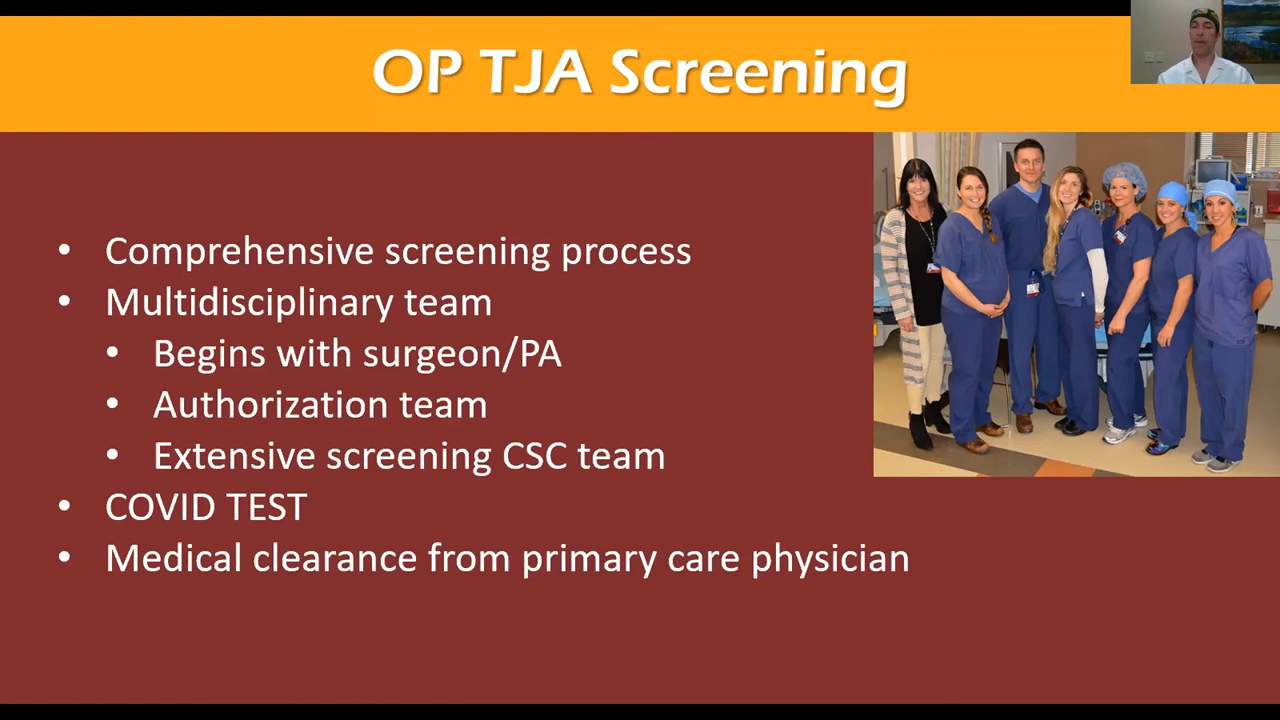 OP TJA Screening
• Comprehensive screening process
• Multidisciplinary team
• Begins with surgeon/PA
• Authorization team
• Extensive screening CSC team
• COVID TEST
• Medical clearance from primary care physician